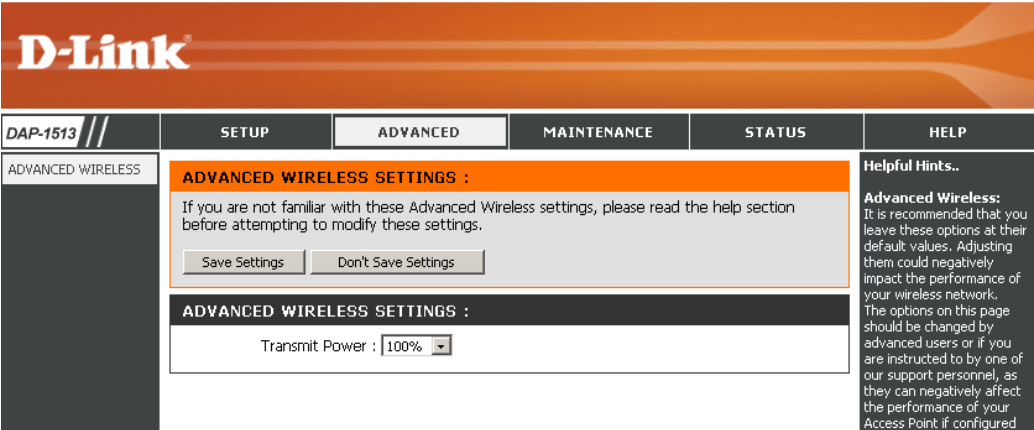 D-Link
DAP-1513
SETUP
ADVANCED
MAINTENANCE
STATUS
HELP
ADVANCED WIRELESS
ADVANCED WIRELESS SETTINGS :
If you are not familiar with these Advanced Wireless settings, please read the help section
before attempting to modify these settings.
Save Settings
Don't Save Settings
ADVANCED WIRELESS SETTINGS :
Transmit Power : 100%
Helpful Hints..
Advanced Wireless:
It is recommended that you
leave these options at their
default values. Adjusting
them could negatively
impact the performance of
your wireless network.
The options on this page
should be changed by
advanced users or if you
are instructed to by one of
our support personnel, as
they can negatively affect
the performance of your
Access Point if configured